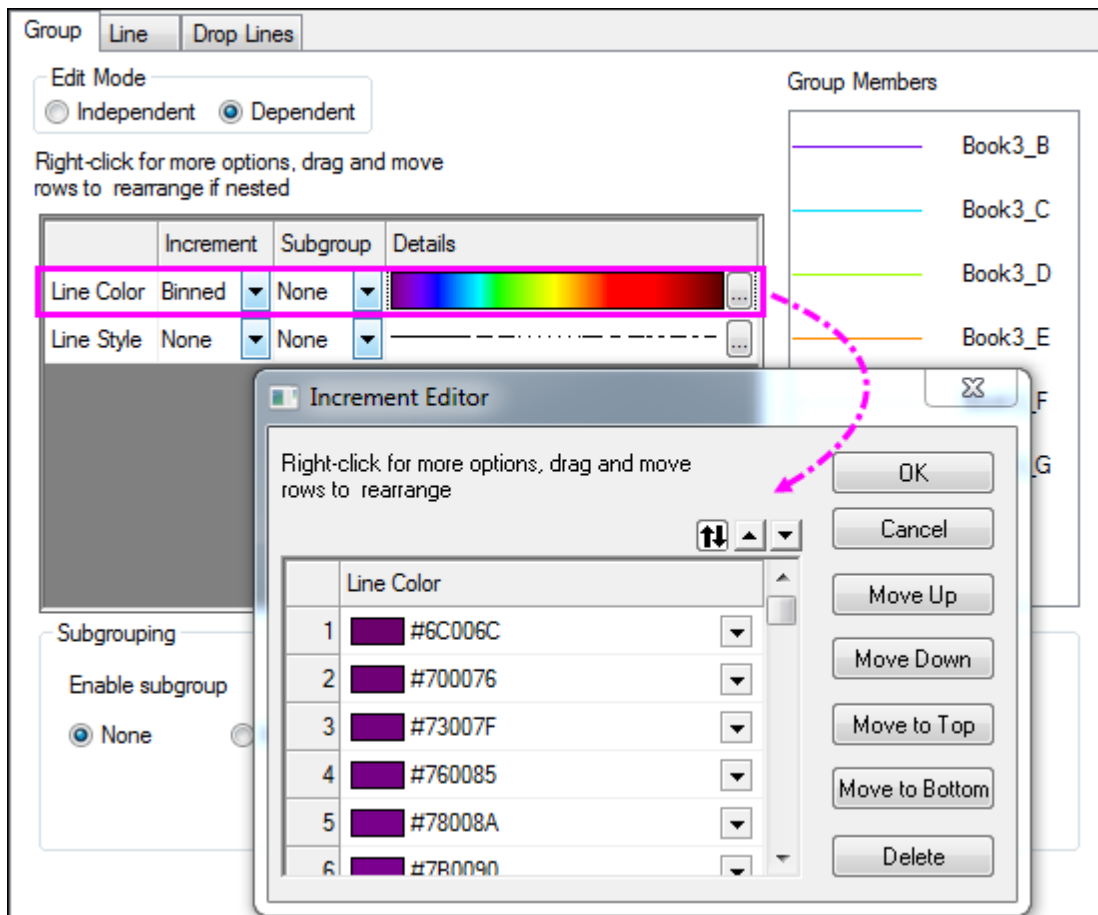 Group Line Drop Lines
Edit Mode
Independent Dependent
Right-click for more options, drag and move
rows to rearrange if nested
Increment Subgroup Details
Line Color Binned None ...
Line Style None None ...
Group Members
Book3_B
Book3_C
Book3_D
Book3_E
_F
_G
Subgrouping
Enable subgroup
None
Increment Editor
Right-click for more options, drag and move
rows to rearrange
Line Color
1 #6C006C
2 #700076
3 #73007F
4 #760085
5 #78008A
6 #7B0090
OK
Cancel
Move Up
Move Down
Move to Top
Move to Bottom
Delete